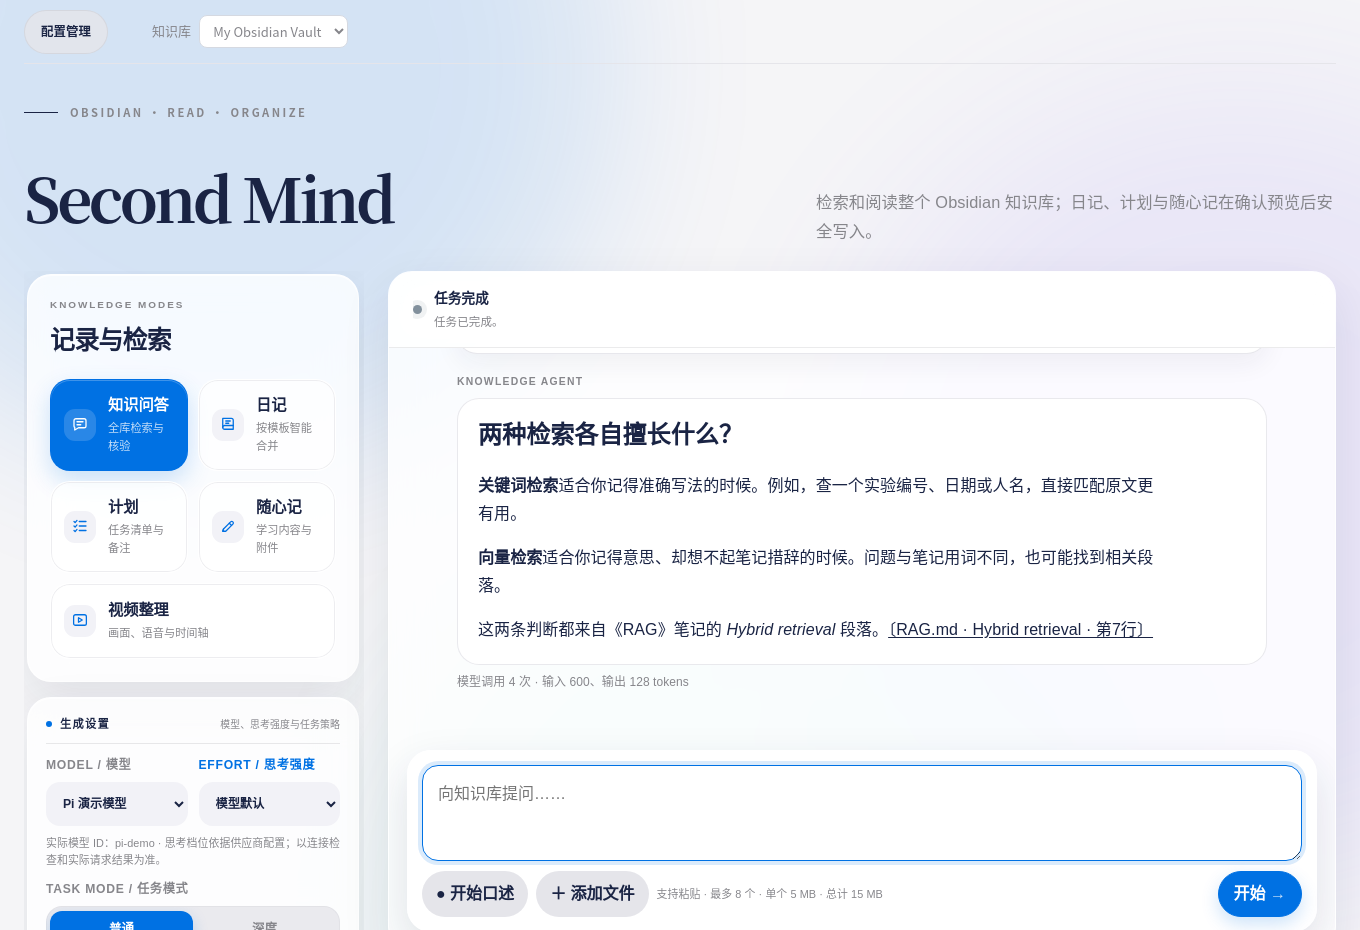 配置管理
知识库 My Obsidian Vault
OBSIDIAN · READ · ORGANIZE
Second Mind
检索和阅读整个 Obsidian 知识库；日记、计划与随心记在确认预览后安
全写入。
KNOWLEDGE MODES
记录与检索
知识问答
全库检索与
核验
日记
按模板智能
合并
计划
任务清单与
备注
随心记
学习内容与
附件
视频整理
画面、语音与时间轴
生成设置
模型、思考强度与任务策略
MODEL / 模型
EFFORT / 思考强度
Pi 演示模型
模型默认
实际模型 ID：pi-demo · 思考档位依据供应商配置；以连接检
查和实际请求结果为准。
TASK MODE / 任务模式
普通
深度
任务完成
任务已完成。
KNOWLEDGE AGENT
两种检索各自擅长什么？
关键词检索适合你记得准确写法的时候。例如，查一个实验编号、日期或人名，直接匹配原文更
有用。
向量检索适合你记得意思、却想不起笔记措辞的时候。问题与笔记用词不同，也可能找到相关段
落。
这两条判断都来自《RAG》笔记的 Hybrid retrieval 段落。〔RAG.md · Hybrid retrieval · 第7行〕
模型调用 4 次 · 输入 600、输出 128 tokens
向知识库提问……
● 开始口述
＋ 添加文件
支持粘贴 · 最多 8 个 · 单个 5 MB · 总计 15 MB
开始 →